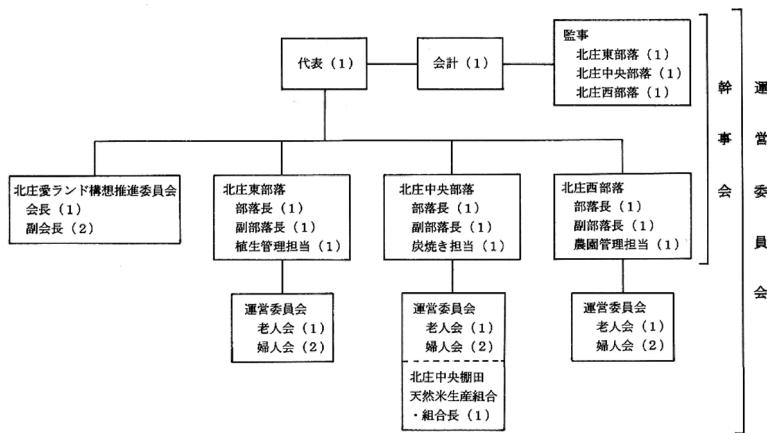 代表（1）
会計（1）
監事
北庄東部落（1）
北庄中央部落（1）
北庄西部落（1）
北庄愛ランド構想推進委員会
会長（1）
副会長（2）
北庄東部落
部落長（1）
副部落長（1）
植生管理担当（1）
北庄中央部落
部落長（1）
副部落長（1）
炭焼き担当（1）
北庄西部落
部落長（1）
副部落長（1）
農園管理担当（1）
運営委員会
老人会（1）
婦人会（2）
運営委員会
老人会（1）
婦人会（2）
北庄中央棚田
天然米生産組合
・組合長（1）
運営委員会
老人会（1）
婦人会（2）
幹事会
運営委員会